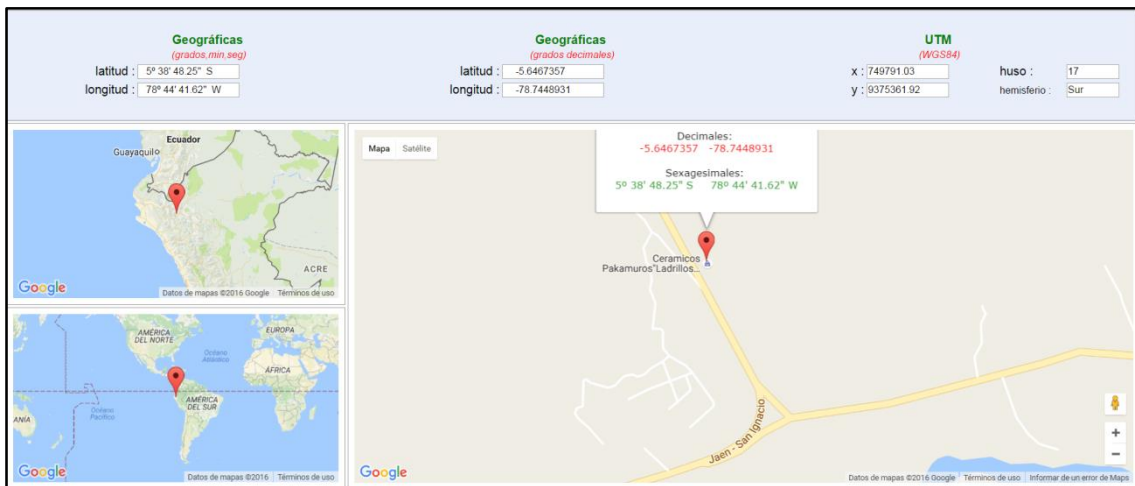 Geográficas
(grados,min,seg)
latitud : 5º 38' 48.25" S
longitud : 78º 44' 41.62" W
Geográficas
(grados decimales)
latitud : -5.6467357
longitud : -78.7448931
UTM
(WGS84)
x : 749791.03 huso : 17
y : 9375361.92 hemisferio : Sur
Ecuador
Guayaquil
ACRE
Google
Datos de mapas ©2016 Google Términos de uso
AMÉRICA
DEL NORTE
EUROPA
Océano
Atlántico
ÁFRICA
Océano
Pacífico
AMÉRICA
DEL SUR
ANÍA
Google
Datos de mapas ©2016 Términos de uso
Mapa Satélite
Decimales:
-5.6467357 -78.7448931
Sexagesimales:
5º 38' 48.25" S 78º 44' 41.62" W
Ceramicos
Pakamuros"Ladrillos...
Jaen - San Ignacio
Google
Datos de mapas ©2016 Google Términos de uso Informar de un error de Maps